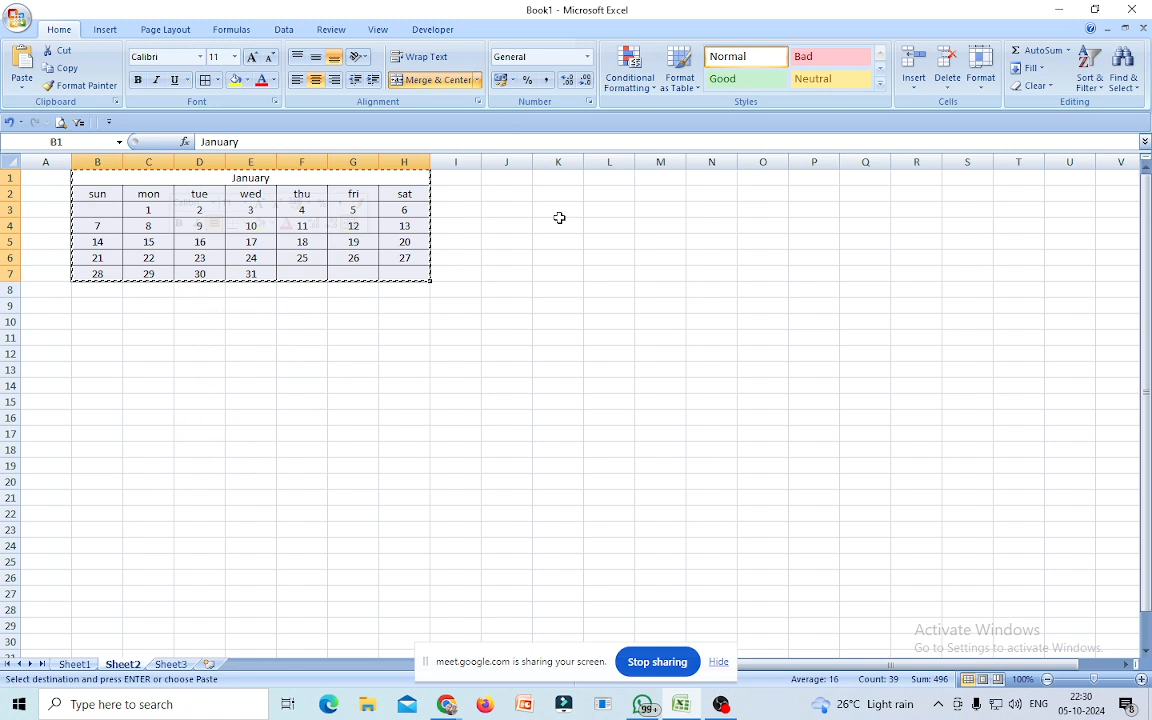 Book1 - Microsoft Excel
Home Insert Page Layout Formulas Data Review View Developer
Paste Cut Copy Format Painter Clipboard
Calibri 11 B I U Font
Wrap Text Merge & Center Alignment
General % , Number
Conditional Formatting Format as Table Normal Bad Good Neutral Styles
Insert Delete Format Cells
Σ AutoSum Fill Clear Sort & Filter Find & Select Editing
B1 fx January
A B C D E F G H I J K L M N O P Q R S T U V
1 January
2 sun mon tue wed thu fri sat
3 1 2 3 4 5 6
4 7 8 9 10 11 12 13
5 14 15 16 17 18 19 20
6 21 22 23 24 25 26 27
7 28 29 30 31
8
9
10
11
12
13
14
15
16
17
18
19
20
21
22
23
24
25
26
27
28
29
30
Activate Windows
Go to Settings to activate Windows.
Sheet1 Sheet2 Sheet3
meet.google.com is sharing your screen. Stop sharing Hide
Select destination and press ENTER or choose Paste Average: 16 Count: 39 Sum: 496 100%
Type here to search 99+ 26°C Light rain ENG 22:30 05-10-2024 8